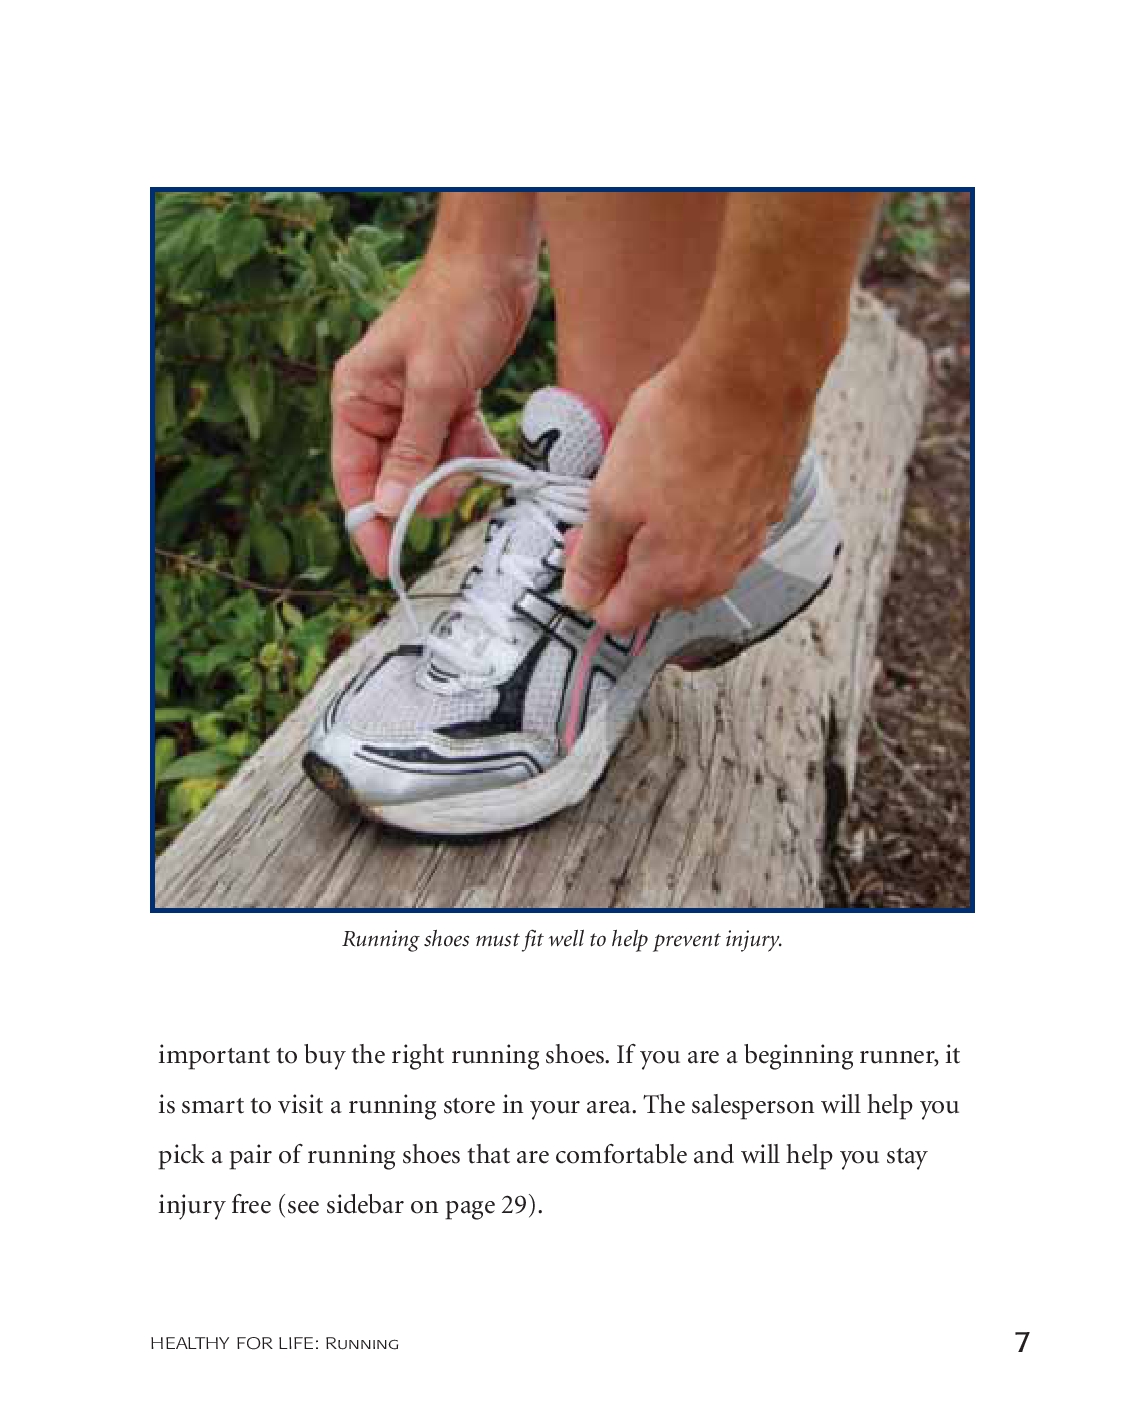 Running shoes must fit well to help prevent injury.
important to buy the right running shoes. If you are a beginning runner, it
is smart to visit a running store in your area. The salesperson will help you
pick a pair of running shoes that are comfortable and will help you stay
injury free (see sidebar on page 29).
HEALTHY FOR LIFE: Running
7